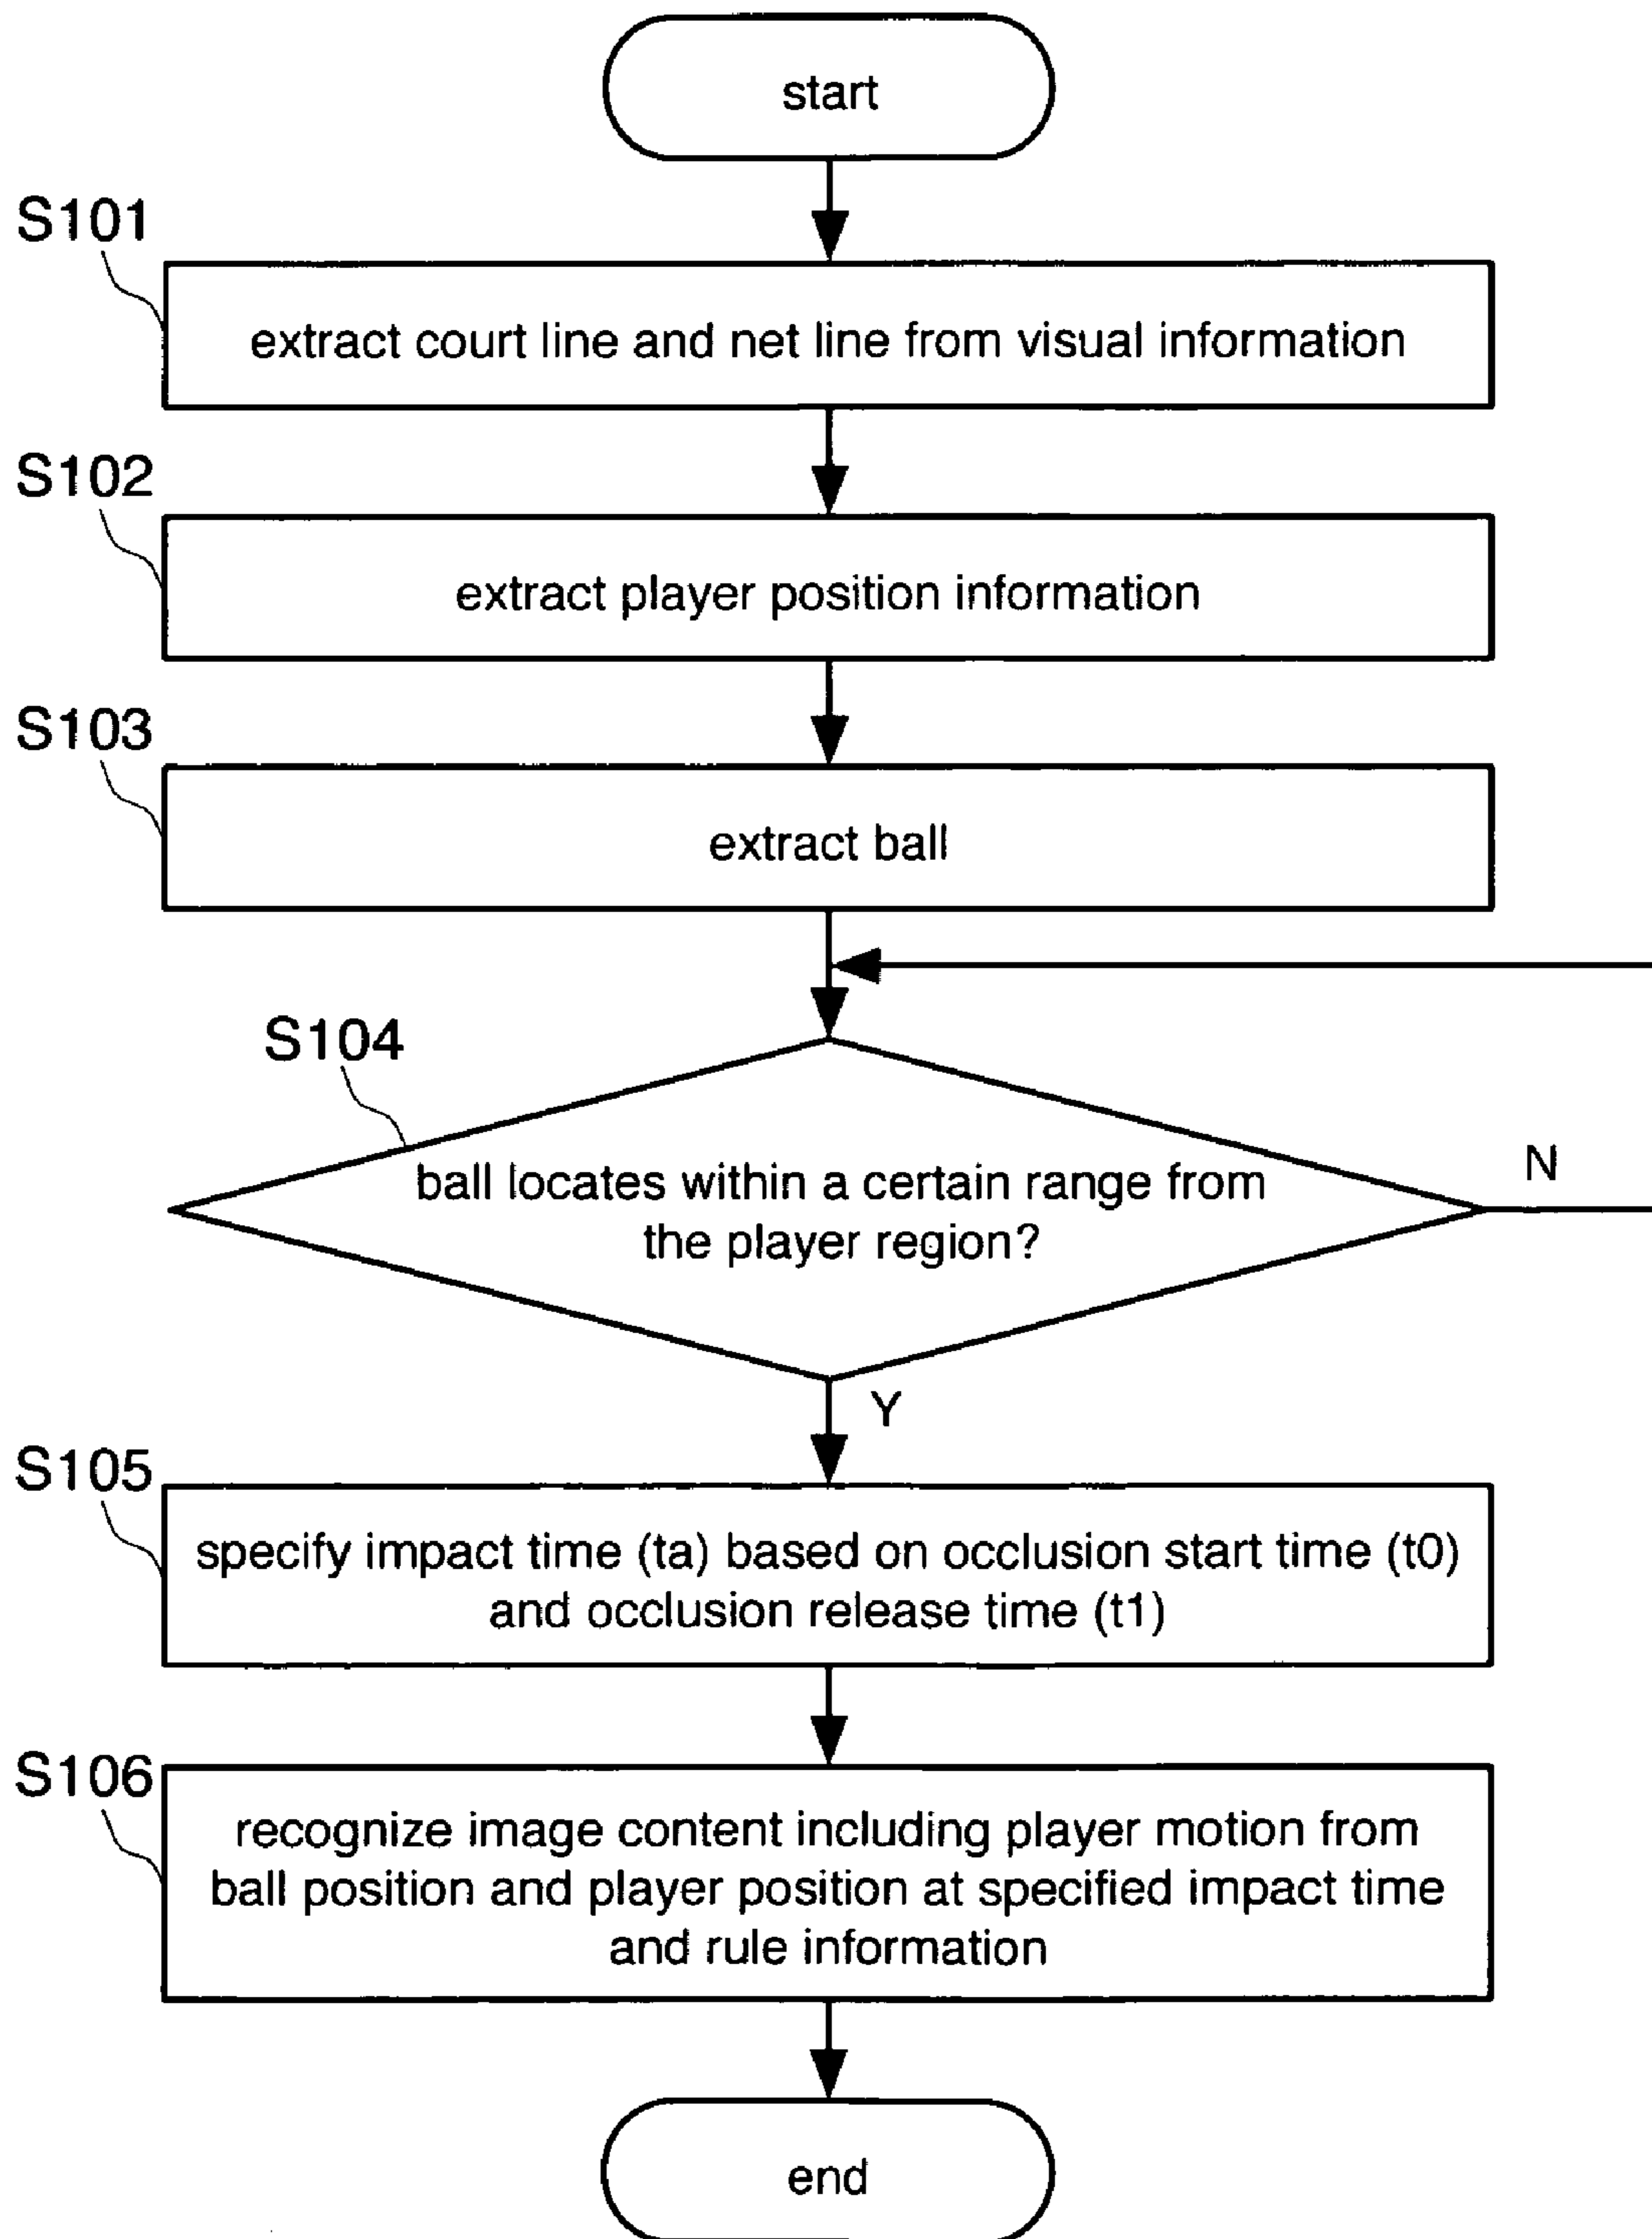 start
S101
extract court line and net line from visual information
S102
extract player position information
S103
extract ball
S104
ball locates within a certain range from
the player region?
N
Y
S105
specify impact time (ta) based on occlusion start time (t0)
and occlusion release time (t1)
S106
recognize image content including player motion from
ball position and player position at specified impact time
and rule information
end